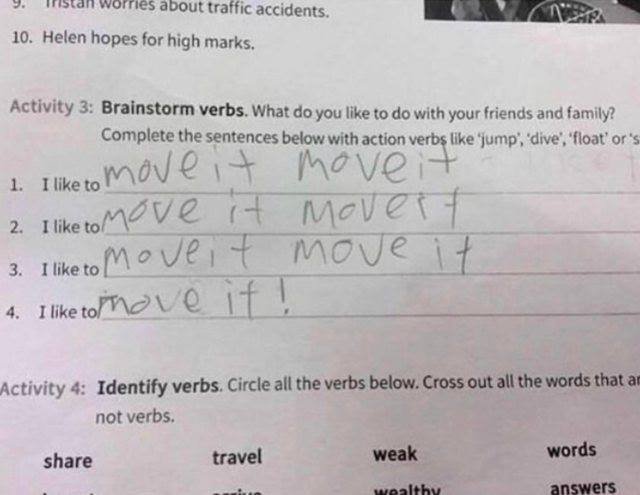 9. Tristan worries about traffic accidents.
10. Helen hopes for high marks.
Activity 3: Brainstorm verbs. What do you like to do with your friends and family?
Complete the sentences below with action verbs like 'jump', 'dive', 'float' or 's
1. I like to move it move it
2. I like to move it move it
3. I like to move it move it
4. I like to move it!
Activity 4: Identify verbs. Circle all the verbs below. Cross out all the words that ar
not verbs.
share travel weak words
wealthy answers